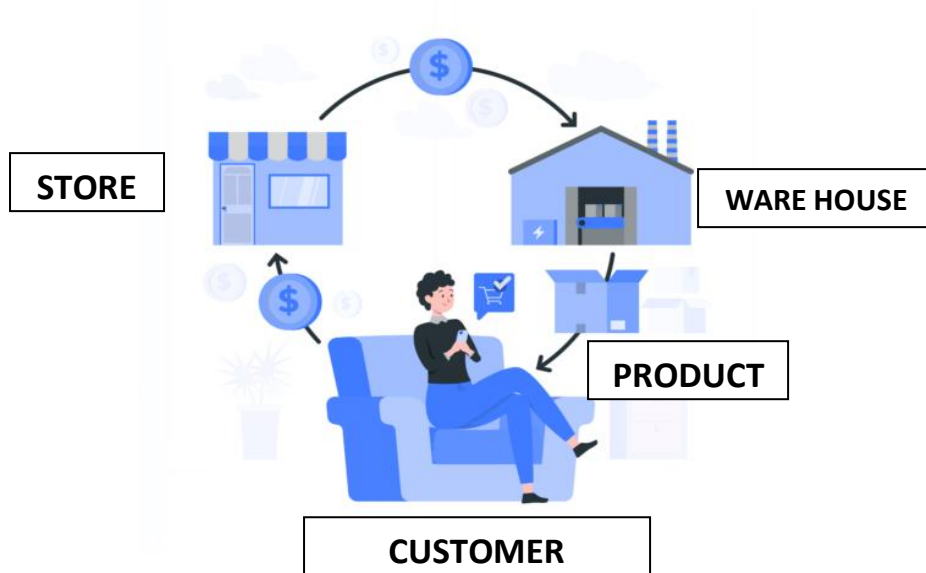 STORE
WARE HOUSE
PRODUCT
CUSTOMER
$
$